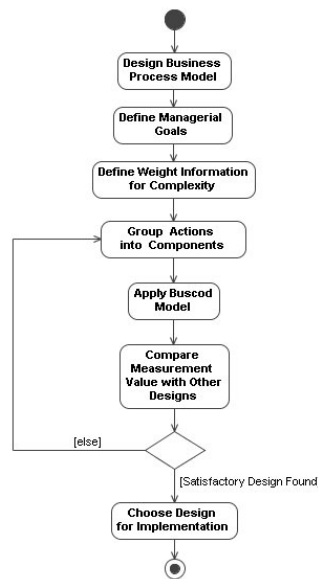 Design Business
Process Model
Define Managerial
Goals
Define Weight Information
for Complexity
Group Actions
into Components
Apply Buscod
Model
Compare
Measurement
Value with Other
Designs
[else]
[Satisfactory Design Found
Choose Design
for Implementation